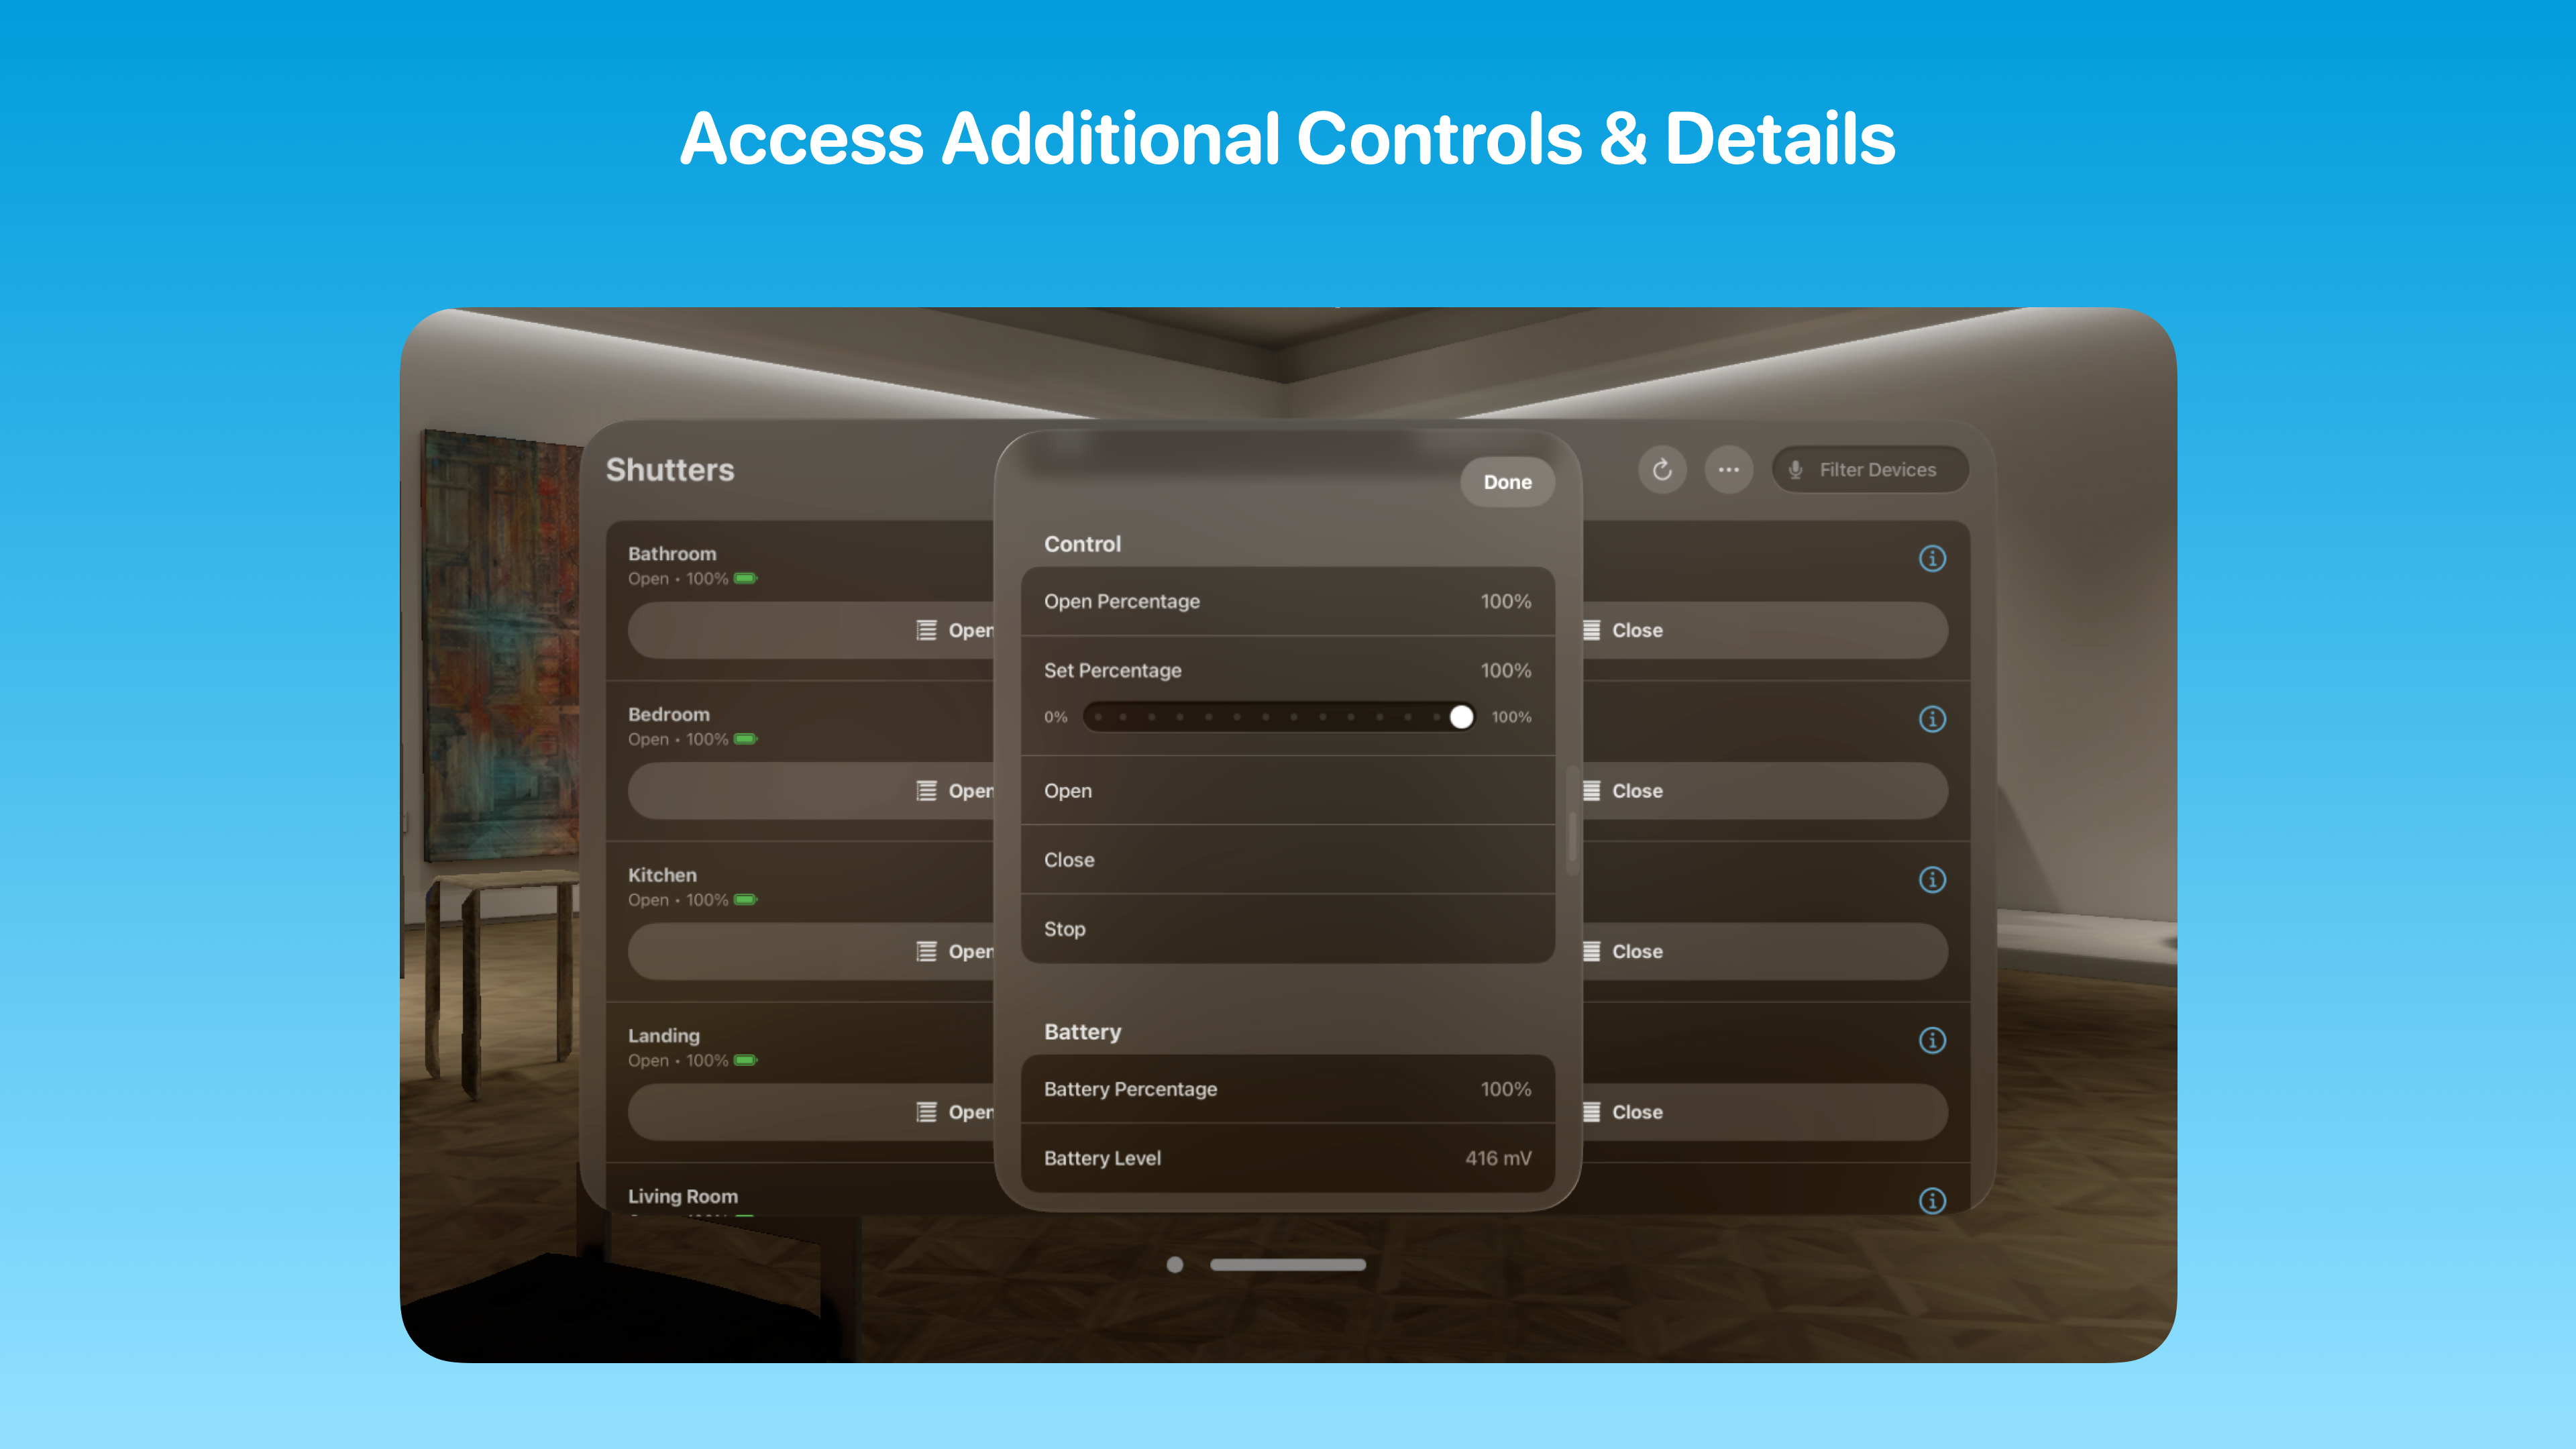 Access Additional Controls & Details
Shutters
Done
Filter Devices
Control
Open Percentage 100%
Set Percentage 100%
0% 100%
Open
Close
Stop
Battery
Battery Percentage 100%
Battery Level 416 mV
Bathroom
Open • 100%
Open
Close
Bedroom
Open • 100%
Open
Close
Kitchen
Open • 100%
Open
Close
Landing
Open • 100%
Open
Close
Living Room